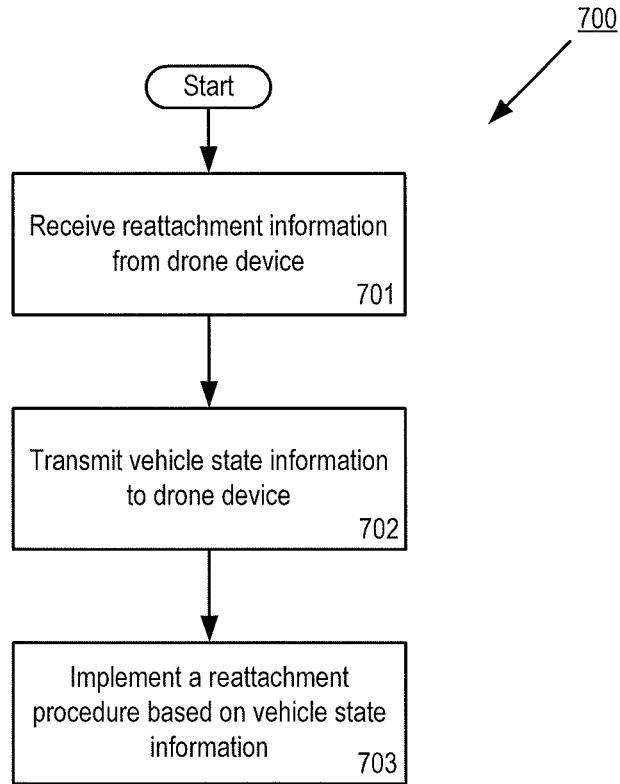 700
Start
Receive reattachment information
from drone device
701
Transmit vehicle state information
to drone device
702
Implement a reattachment
procedure based on vehicle state
information
703